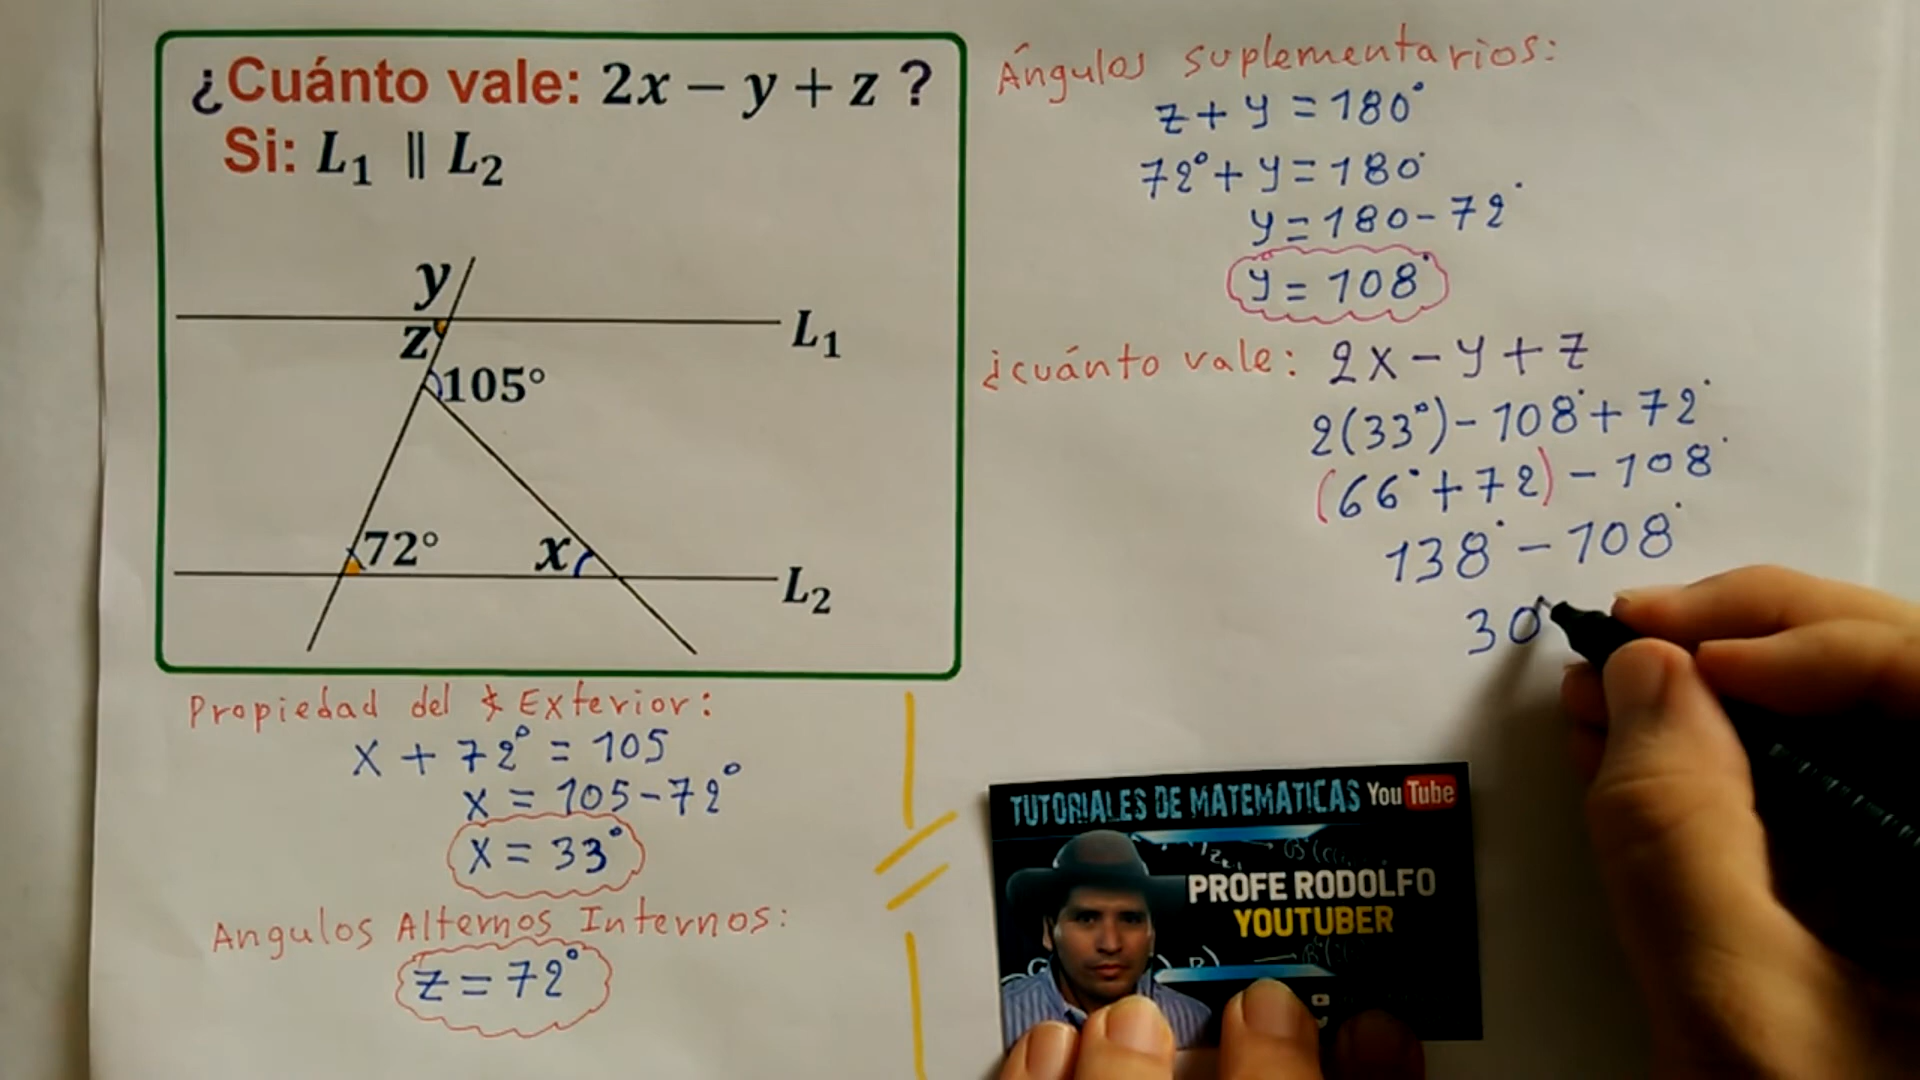 ¿Cuánto vale: 2x − y + z ?
Si: L₁ ∥ L₂
y
z
L₁
105°
72°
x
L₂
Propiedad del ∢ Exterior:
x + 72° = 105
x = 105-72°
x = 33°
Angulos Alternos Internos:
z = 72°
Ángulos suplementarios:
z + y = 180°
72° + y = 180°
y = 180 - 72°
y = 108°
¿cuánto vale: 2x - y + z
2(33°) - 108° + 72°
(66° + 72) - 108°
138° - 108°
30°
TUTORIALES DE MATEMATICAS YouTube
PROFE RODOLFO
YOUTUBER